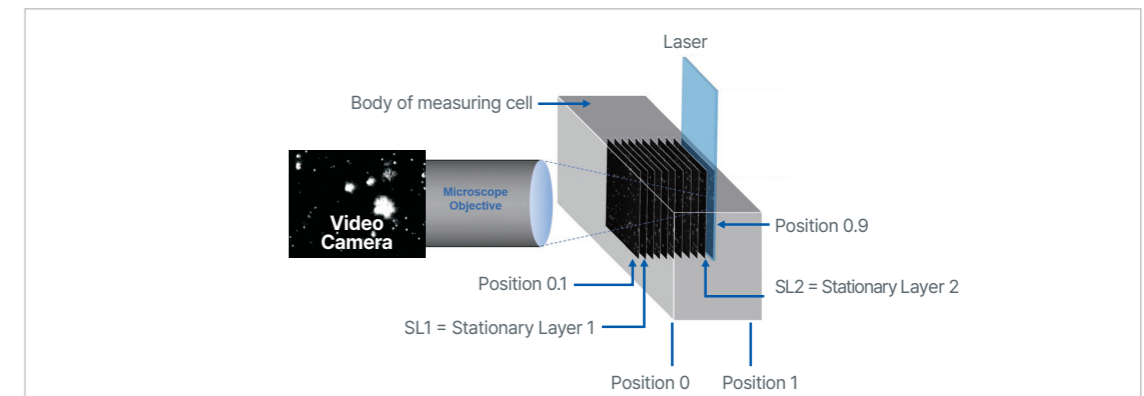 Laser
Body of measuring cell
Microscope
Objective
Video
Camera
Position 0.9
Position 0.1
SL2 = Stationary Layer 2
SL1 = Stationary Layer 1
Position 0
Position 1